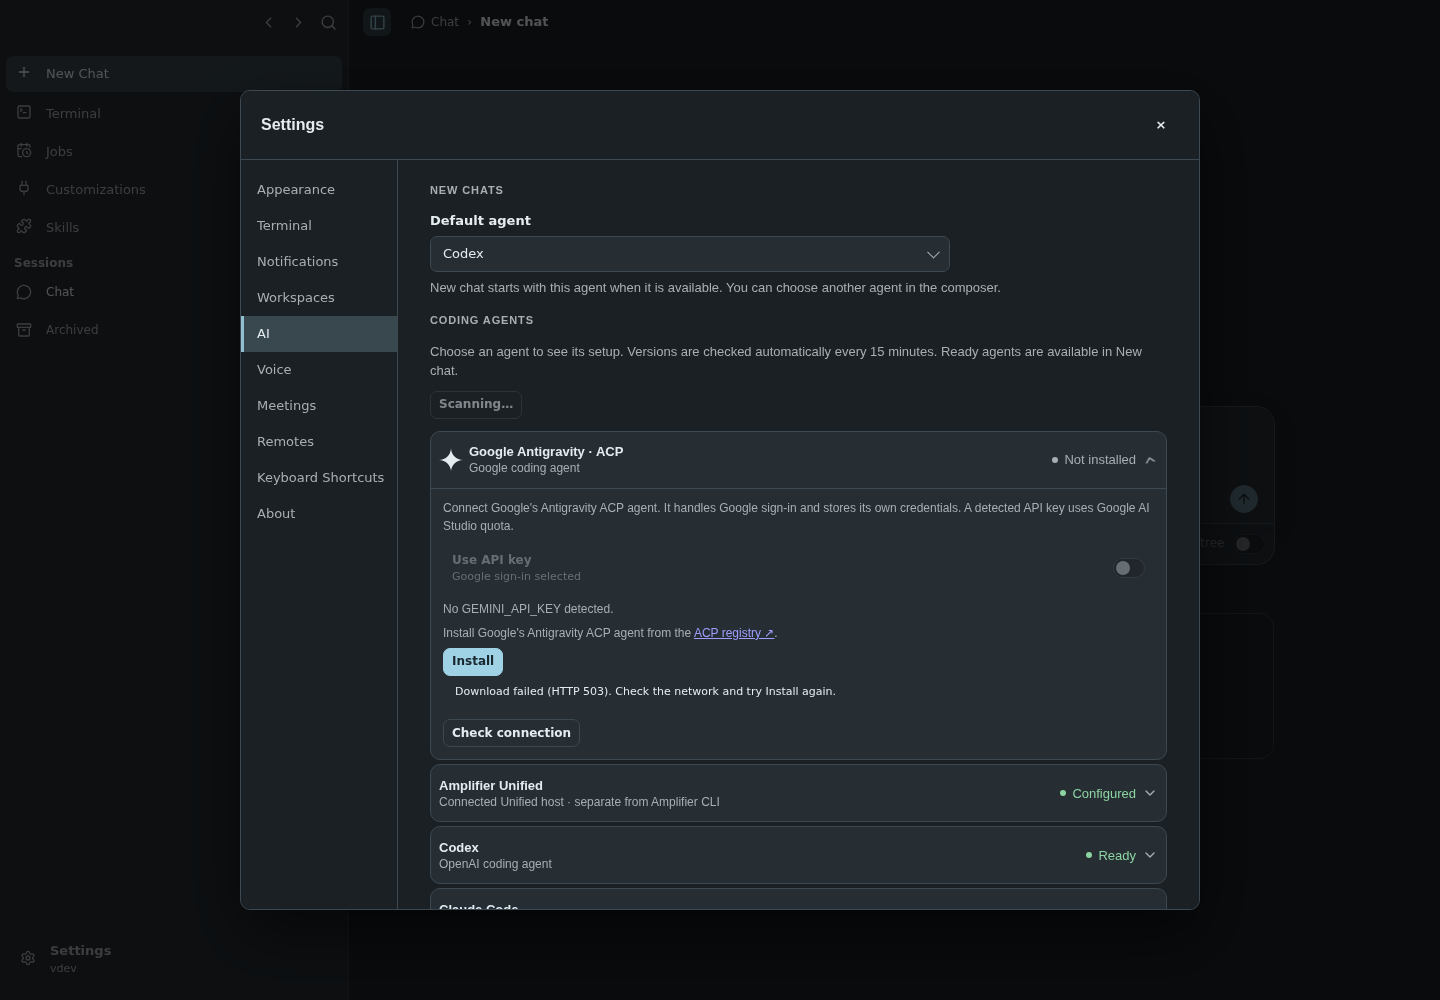 Chat › New chat
New Chat
Terminal
Jobs
Customizations
Skills
Sessions
Chat
Archived
Settings
vdev
Settings
×
Appearance
Terminal
Notifications
Workspaces
AI
Voice
Meetings
Remotes
Keyboard Shortcuts
About
NEW CHATS
Default agent
Codex
New chat starts with this agent when it is available. You can choose another agent in the composer.
CODING AGENTS
Choose an agent to see its setup. Versions are checked automatically every 15 minutes. Ready agents are available in New
chat.
Scanning…
Google Antigravity · ACP
Google coding agent
Not installed
Connect Google's Antigravity ACP agent. It handles Google sign-in and stores its own credentials. A detected API key uses Google AI
Studio quota.
Use API key
Google sign-in selected
No GEMINI_API_KEY detected.
Install Google's Antigravity ACP agent from the ACP registry ↗.
Install
Download failed (HTTP 503). Check the network and try Install again.
Check connection
Amplifier Unified
Connected Unified host · separate from Amplifier CLI
Configured
Codex
OpenAI coding agent
Ready
Claude Code
tree